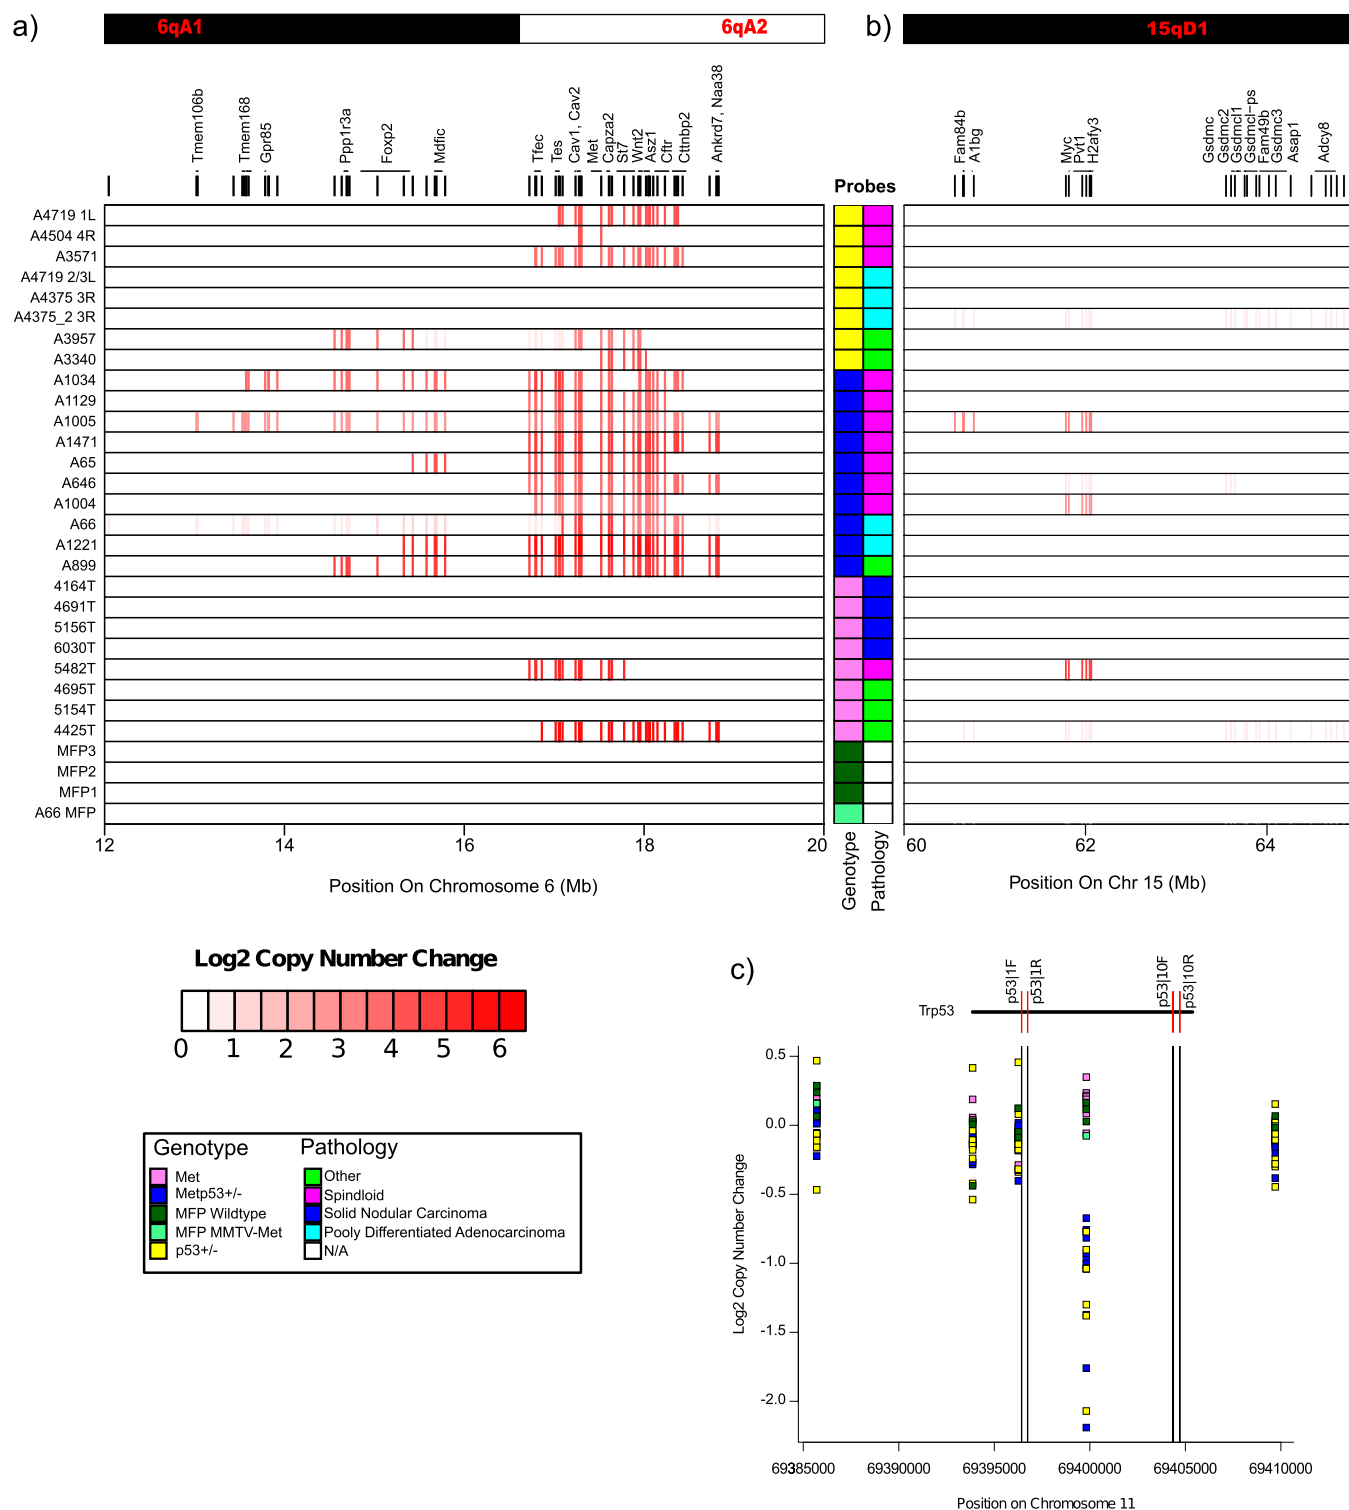 a)
6qA1
6qA2
b)
15qD1
Tmem106b
Tmem168
Gpr85
Ppp1r3a
Foxp2
Mdfic
Tfec
Tes
Cav1, Cav2
Met
Capza2
St7
Wnt2
Asz1
Cftr
Cttnbp2
Ankrd7, Naa38
Fam84b
A1bg
Myc
Pvt1
H2afy3
Gsdmc
Gsdmc2
Gsdmcl1
Gsdmcl-ps
Fam49b
Gsdmc3
Asap1
Adcy8
Probes
A4719 1L
A4504 4R
A3571
A4719 2/3L
A4375 3R
A4375_2 3R
A3957
A3340
A1034
A1129
A1005
A1471
A65
A646
A1004
A66
A1221
A899
4164T
4691T
5156T
6030T
5482T
4695T
5154T
4425T
MFP3
MFP2
MFP1
A66 MFP
12 14 16 18 20
Position On Chromosome 6 (Mb)
Genotype
Pathology
60 62 64
Position On Chr 15 (Mb)
Log2 Copy Number Change
0 1 2 3 4 5 6
Genotype
Met
Metp53+/-
MFP Wildtype
MFP MMTV-Met
p53+/-
Pathology
Other
Spindloid
Solid Nodular Carcinoma
Pooly Differentiated Adenocarcinoma
N/A
c)
Trp53
p53|1F
p53|1R
p53|10F
p53|10R
Log2 Copy Number Change
0.5
0.0
-0.5
-1.0
-1.5
-2.0
69385000 69390000 69395000 69400000 69405000 69410000
Position on Chromosome 11